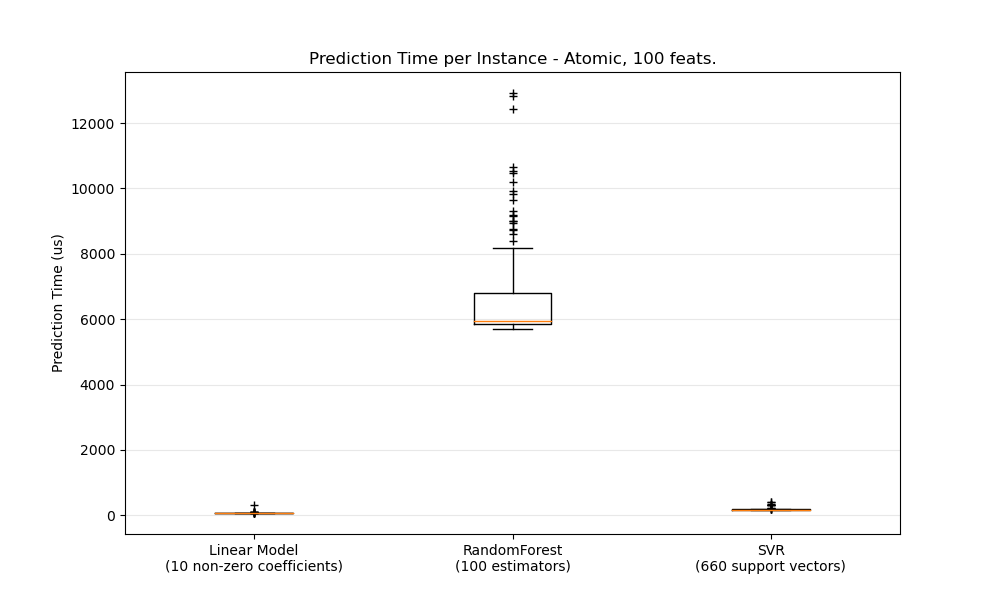 Prediction Time per Instance - Atomic, 100 feats.
Prediction Time (us)
12000
10000
8000
6000
4000
2000
0
Linear Model
(10 non-zero coefficients)
RandomForest
(100 estimators)
SVR
(660 support vectors)